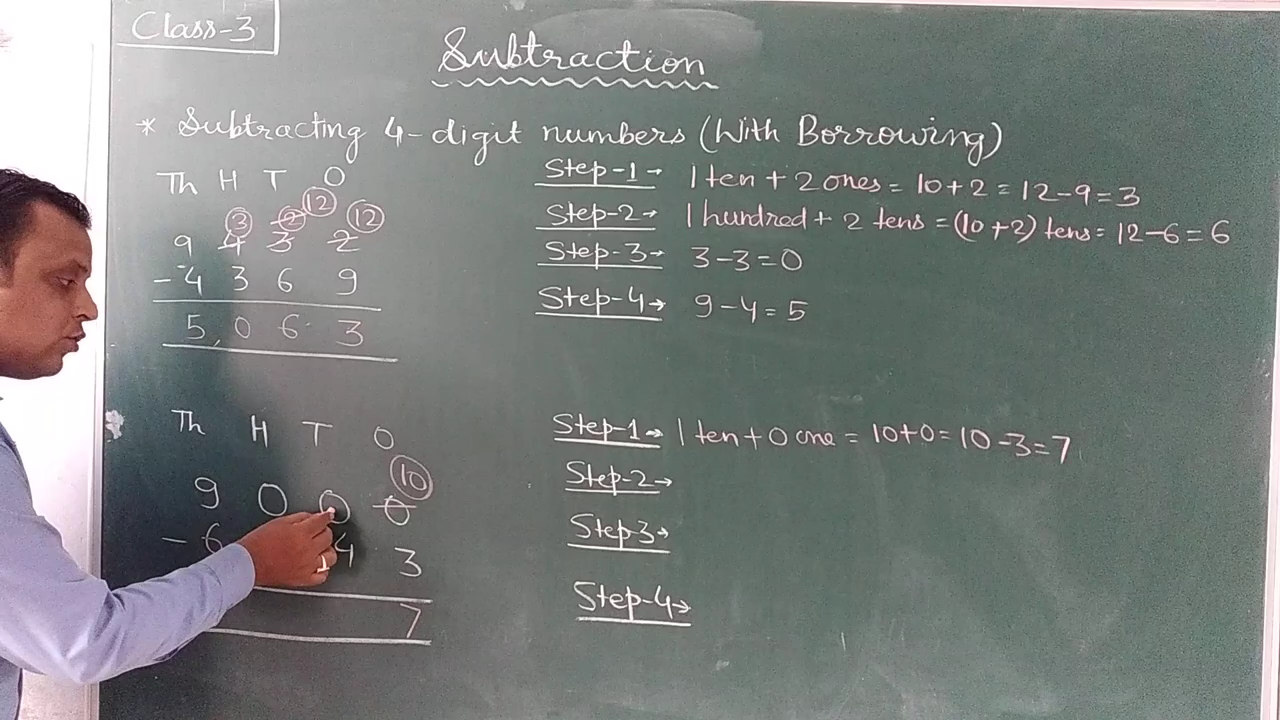 Class-3
Subtraction
* Subtracting 4-digit numbers (With Borrowing)
Th H T O
3 2 12 12
9 4 3 2
- 4 3 6 9
5, 0 6 3
Step-1→ 1 ten + 2 ones = 10+2 = 12-9=3
Step-2→ 1 hundred + 2 tens = (10+2) tens = 12-6=6
Step-3→ 3-3=0
Step-4→ 9-4=5
Th H T O
10
9 0 0 0
- 6 4 3
7
Step-1→ 1 ten + 0 one = 10+0=10-3=7
Step-2→
Step-3→
Step-4→